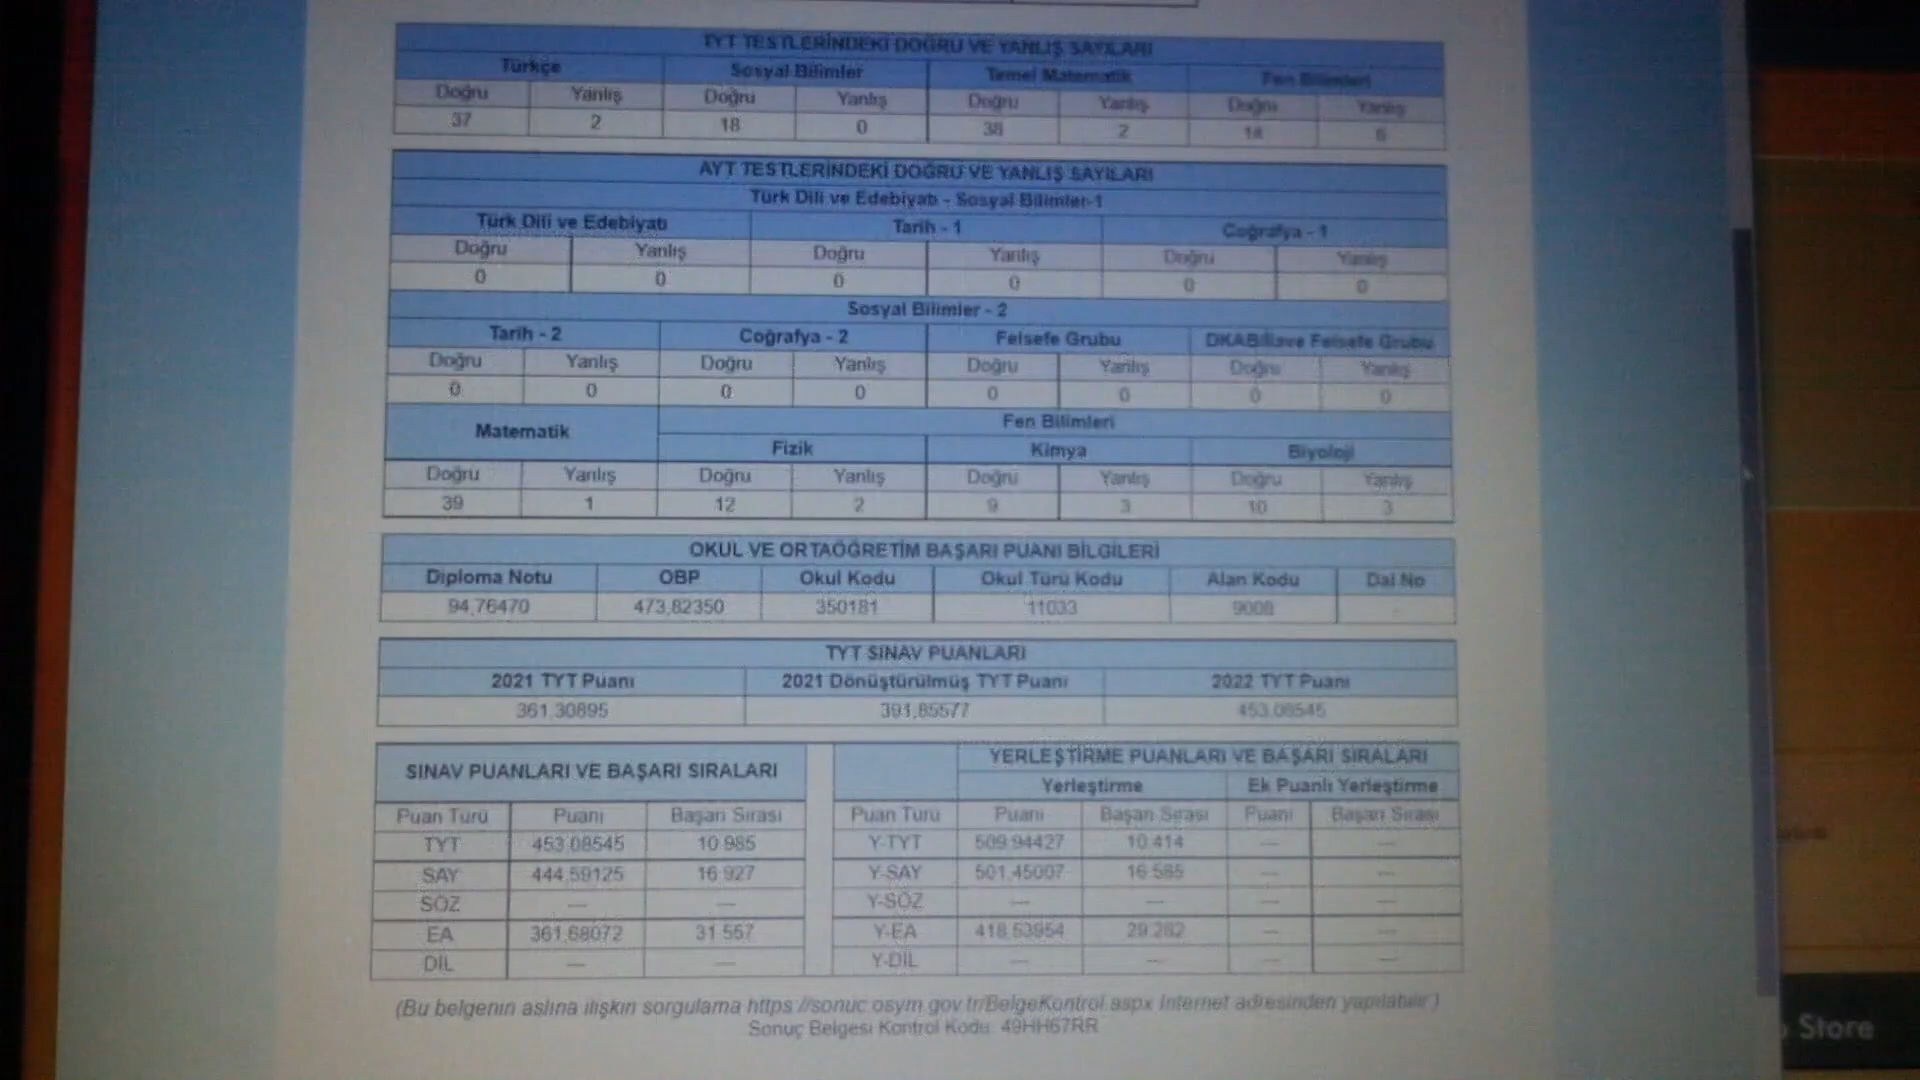 TYT TESTLERİNDEKİ DOĞRU VE YANLIŞ SAYILARI
Türkçe Sosyal Bilimler Temel Matematik Fen Bilimleri
Doğru Yanlış Doğru Yanlış Doğru Yanlış Doğru Yanlış
37 2 18 0 38 2
AYT TESTLERİNDEKİ DOĞRU VE YANLIŞ SAYILARI
Türk Dili ve Edebiyatı - Sosyal Bilimler-1
Türk Dili ve Edebiyatı Tarih - 1 Coğrafya - 1
Doğru Yanlış Doğru Yanlış Doğru Yanlış
0 0 0 0 0 0
Sosyal Bilimler - 2
Tarih - 2 Coğrafya - 2 Felsefe Grubu DKAB/İlave Felsefe Grubu
Doğru Yanlış Doğru Yanlış Doğru Yanlış Doğru Yanlış
0 0 0 0 0 0 0 0
Matematik Fen Bilimleri
Fizik Kimya Biyoloji
Doğru Yanlış Doğru Yanlış Doğru Yanlış Doğru Yanlış
39 1 12 2 9 3 10 3
OKUL VE ORTAÖĞRETİM BAŞARI PUANI BİLGİLERİ
Diploma Notu OBP Okul Kodu Okul Türü Kodu Alan Kodu Dal No
94,76470 473,82350 350181 11033 9008
TYT SINAV PUANLARI
2021 TYT Puanı 2021 Dönüştürülmüş TYT Puanı 2022 TYT Puanı
361,30895 391,85577 453,08545
SINAV PUANLARI VE BAŞARI SIRALARI
Puan Türü Puanı Başarı Sırası
TYT 453,08545 10.985
SAY 444,59125 16.927
SÖZ --- ---
EA 361,68072 31.557
DİL --- ---
YERLEŞTİRME PUANLARI VE BAŞARI SIRALARI
Yerleştirme Ek Puanlı Yerleştirme
Puan Türü Puanı Başarı Sırası Puanı Başarı Sırası
Y-TYT 509,94427 10.414 --- ---
Y-SAY 501,45007 16.585 --- ---
Y-SÖZ --- --- --- ---
Y-EA 418,53954 29.282 --- ---
Y-DİL --- --- --- ---
(Bu belgenin aslına ilişkin sorgulama https://sonuc.osym.gov.tr/BelgeKontrol.aspx İnternet adresinden yapılabilir.)
Sonuç Belgesi Kontrol Kodu: 49HH67RR
Store